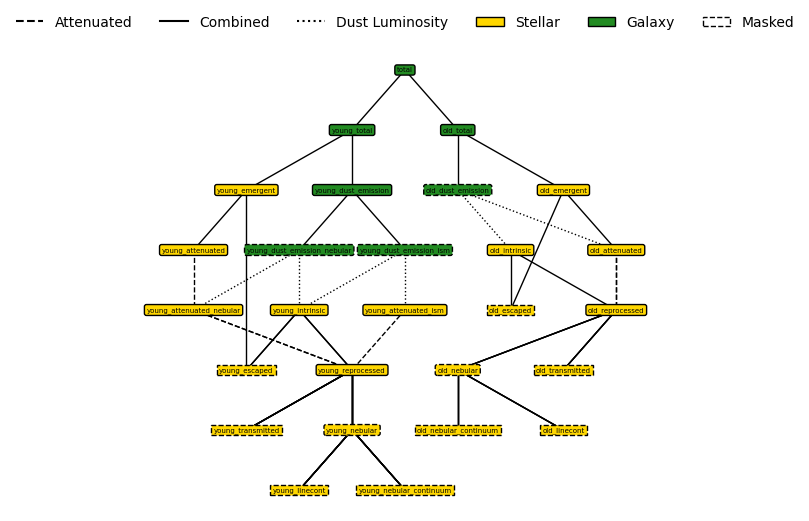 Attenuated Combined Dust Luminosity Stellar Galaxy Masked
total
young_total old_total
young_emergent young_dust_emission old_dust_emission old_emergent
young_attenuated young_dust_emission_nebular young_dust_emission_ism old_intrinsic old_attenuated
young_attenuated_nebular young_intrinsic young_attenuated_ism old_escaped old_reprocessed
young_escaped young_reprocessed old_nebular old_transmitted
young_transmitted young_nebular old_nebular_continuum old_linecont
young_linecont young_nebular_continuum